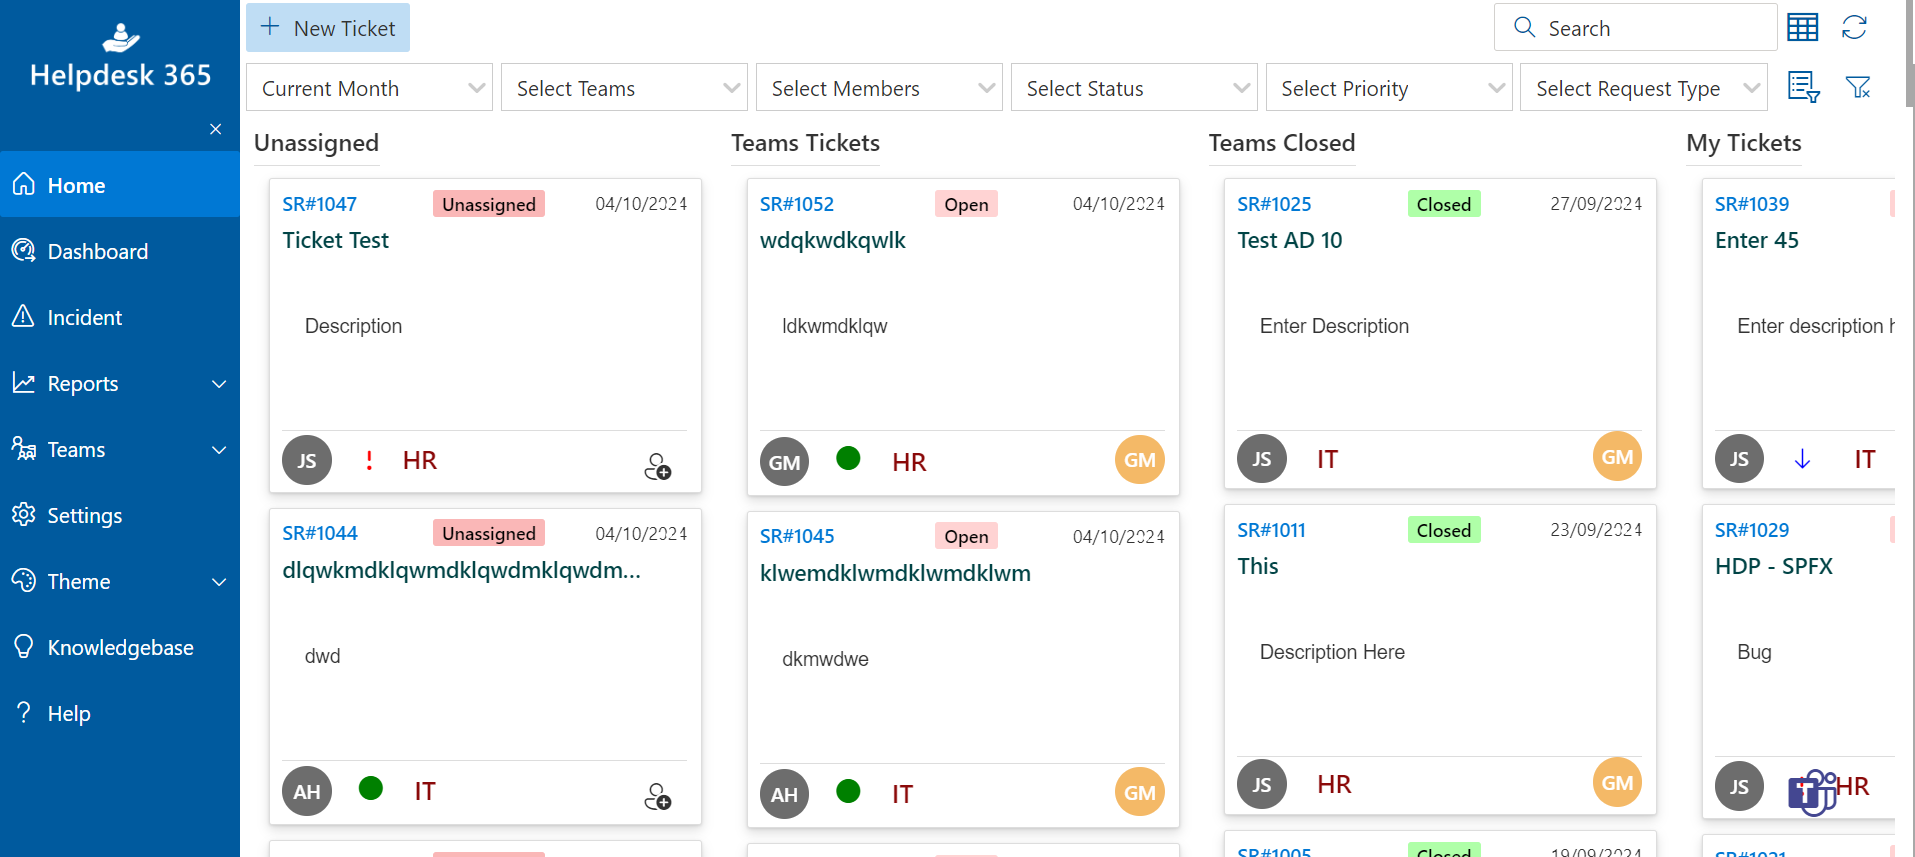 Helpdesk 365
Home
Dashboard
Incident
Reports
Teams
Settings
Theme
Knowledgebase
Help
New Ticket
Search
Current Month
Select Teams
Select Members
Select Status
Select Priority
Select Request Type
Unassigned
SR#1047 Unassigned 04/10/2024
Ticket Test
Description
JS ! HR
SR#1044 Unassigned 04/10/2024
dlqwkmdklqwmdklqwdmklqwdm...
dwd
AH IT
Teams Tickets
SR#1052 Open 04/10/2024
wdqkwdkqwlk
ldkwmdklqw
GM HR GM
SR#1045 Open 04/10/2024
klwemdklwmdklwmdklwm
dkmwdwe
AH IT GM
Teams Closed
SR#1025 Closed 27/09/2024
Test AD 10
Enter Description
JS IT GM
SR#1011 Closed 23/09/2024
This
Description Here
JS HR GM
SR#1005 Closed 19/09/2024
My Tickets
SR#1039
Enter 45
Enter description
JS IT
SR#1029
HDP - SPFX
Bug
JS T HR
SR#1021